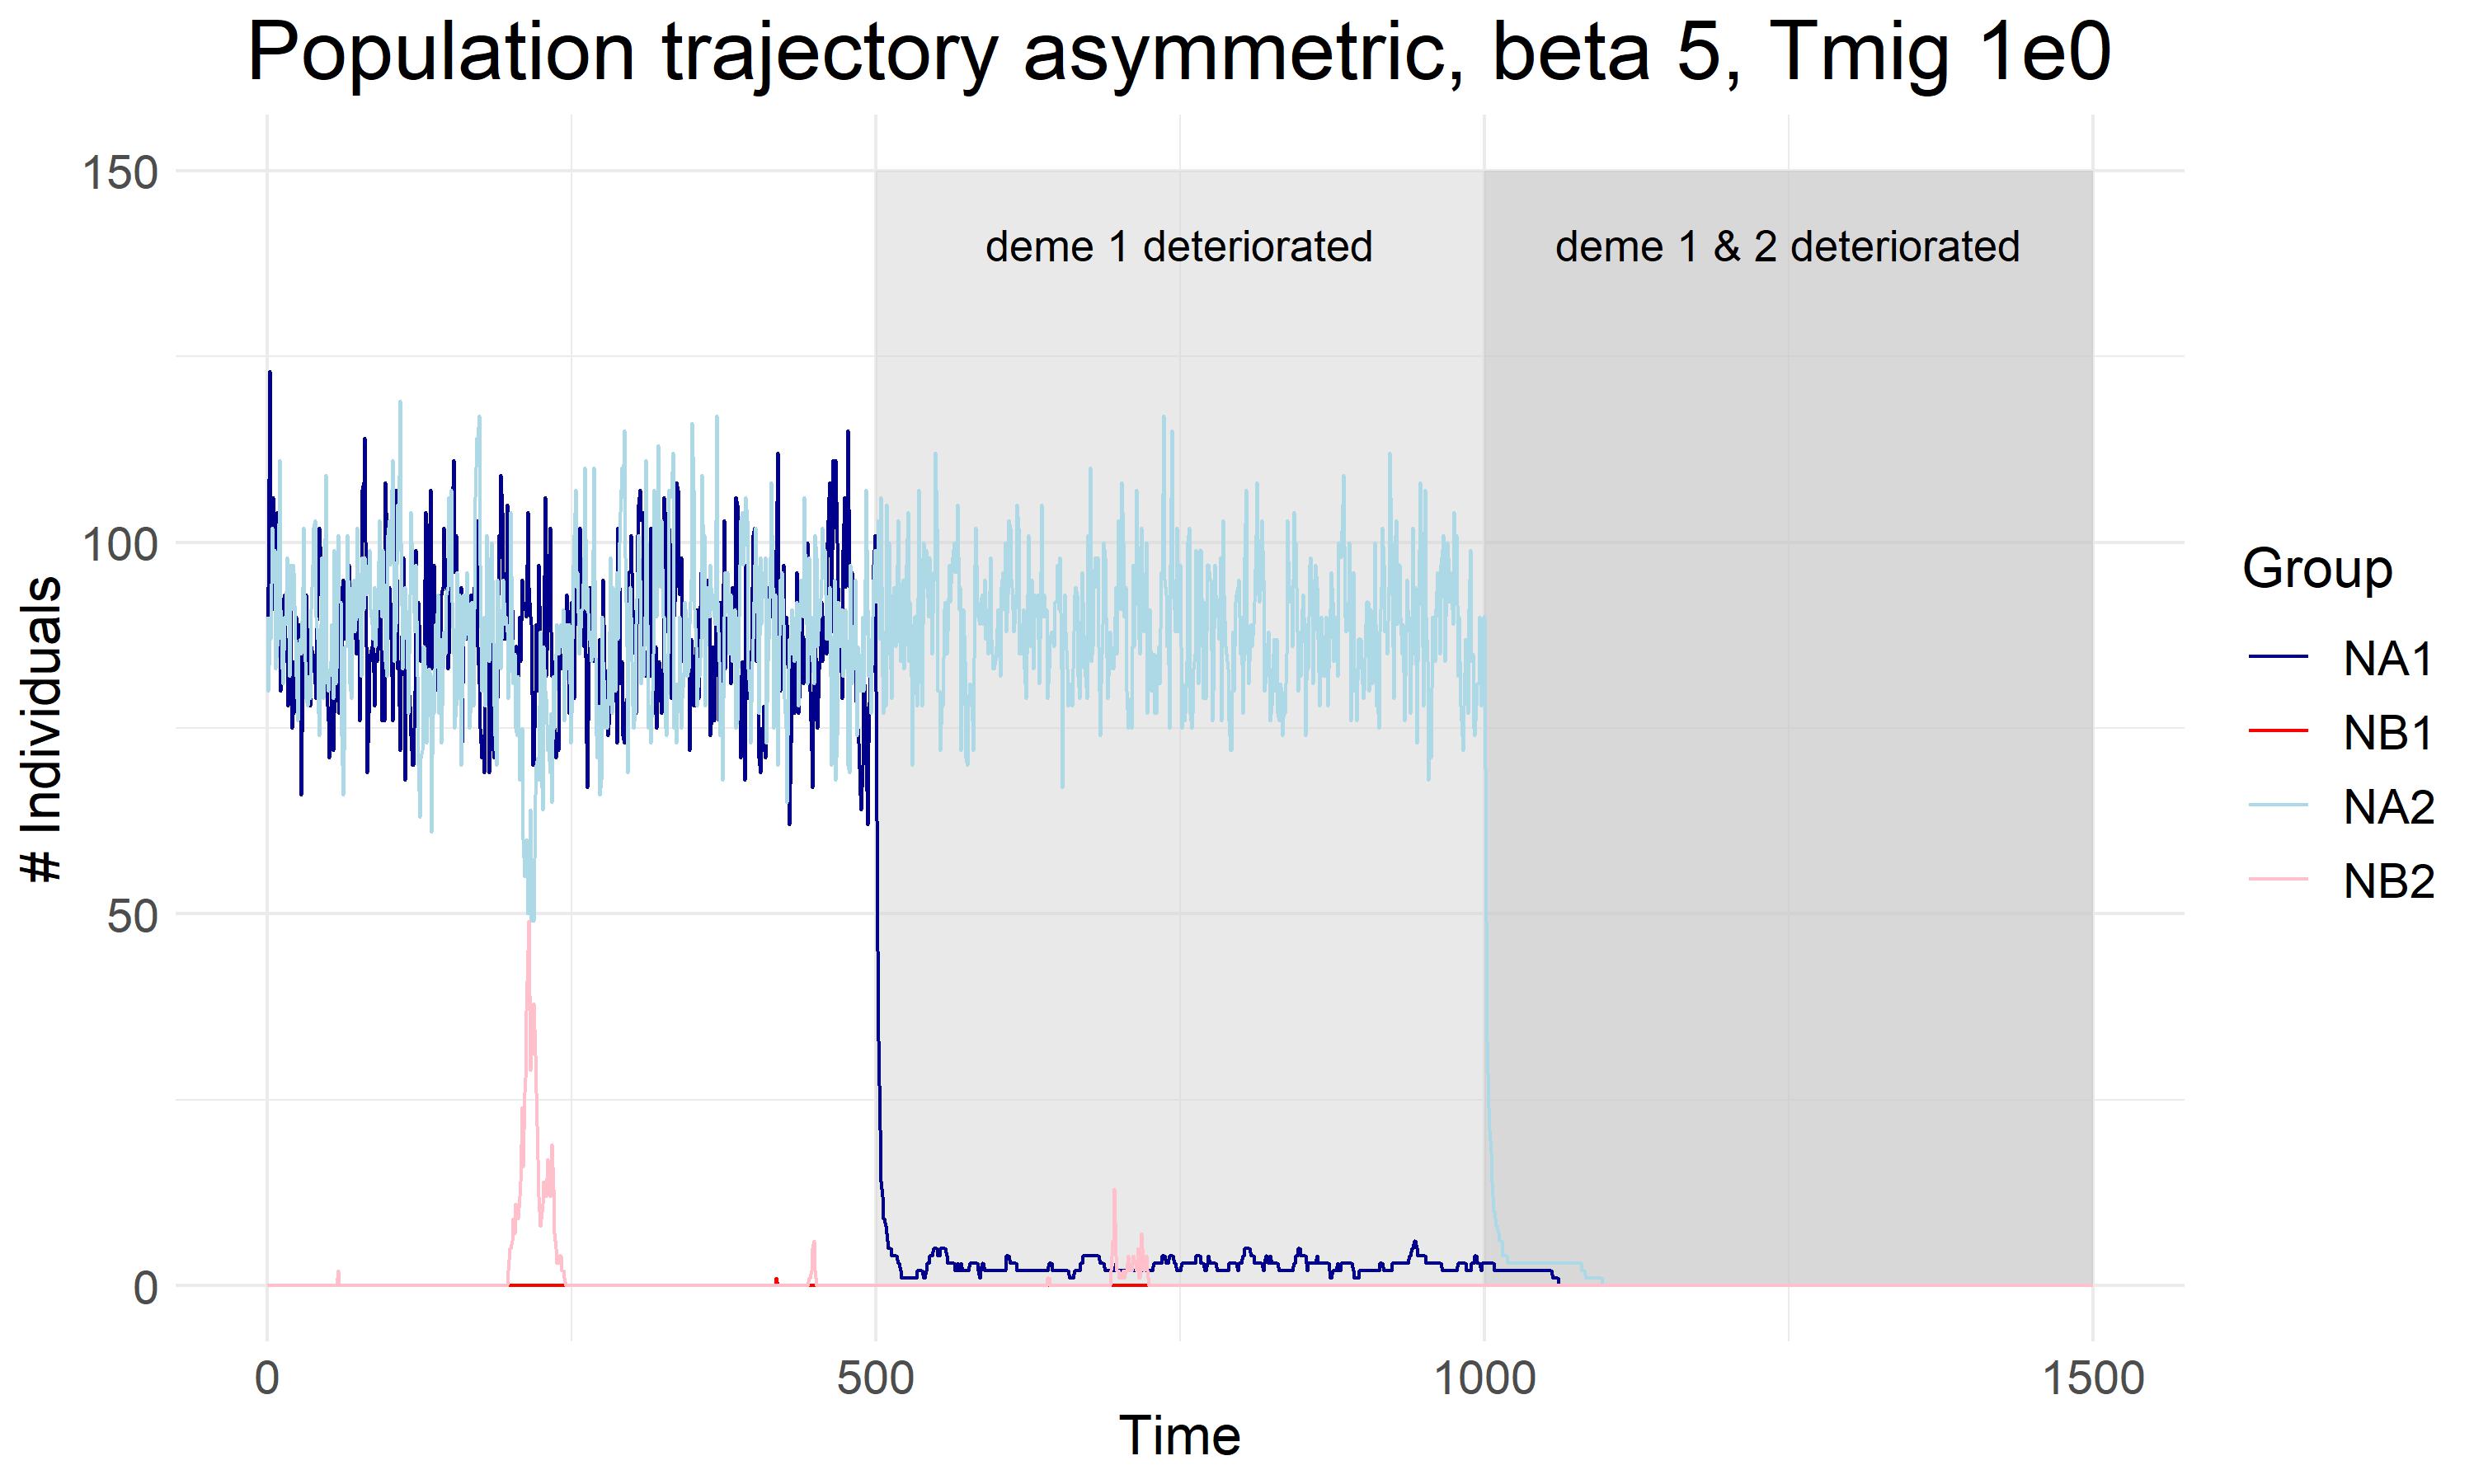 Population trajectory asymmetric, beta 5, Tmig 1e0
150
deme 1 deteriorated
deme 1 & 2 deteriorated
100
50
0
# Individuals
0
500
1000
1500
Time
Group
NA1
NB1
NA2
NB2